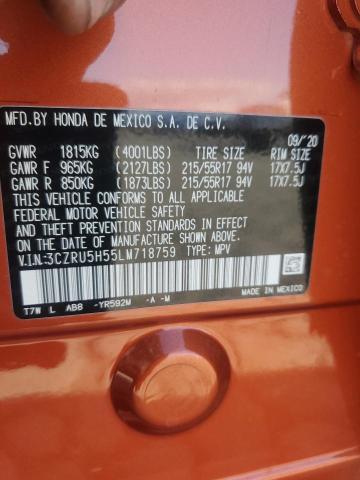 MFD.BY HONDA DE MEXICO S.A. DE C.V.
09/'20
GVWR 1815KG (4001LBS) TIRE SIZE RIM SIZE
GAWR F 965KG (2127LBS) 215/55R17 94V 17X7.5J
GAWR R 850KG (1873LBS) 215/55R17 94V 17X7.5J
THIS VEHICLE CONFORMS TO ALL APPLICABLE
FEDERAL MOTOR VEHICLE SAFETY AND
THEFT PREVENTION STANDARDS IN EFFECT ON
THE DATE OF MANUFACTURE SHOWN ABOVE.
V.I.N.:3CZRU5H55LM718759 TYPE: MPV
T7W L AB8 -YR592M -A -M
MADE IN MEXICO